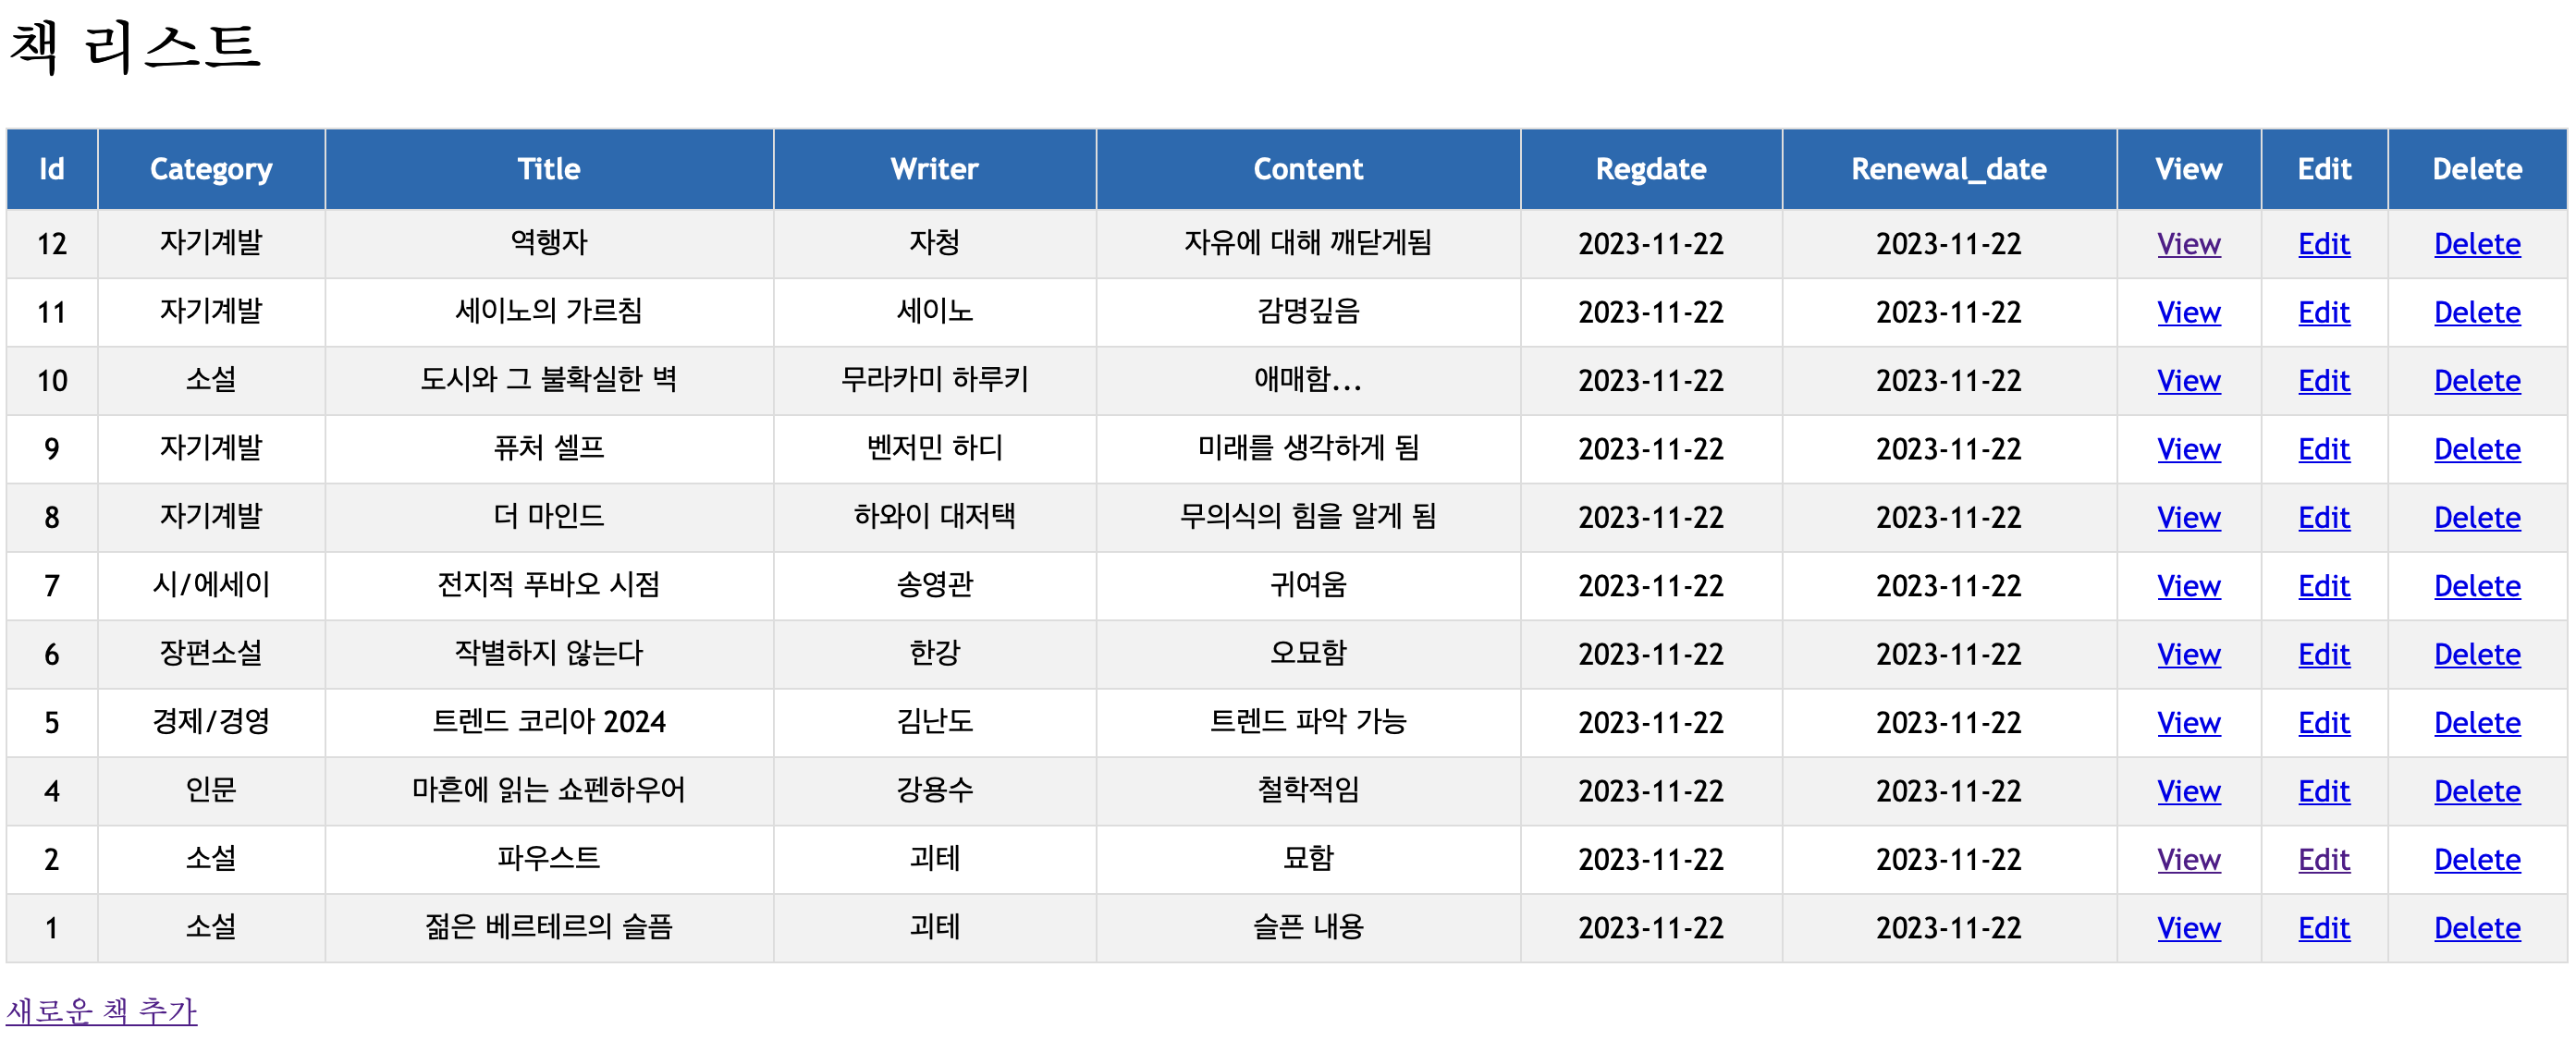 책 리스트
Id Category Title Writer Content Regdate Renewal_date View Edit Delete
12 자기계발 역행자 자청 자유에 대해 깨닫게됨 2023-11-22 2023-11-22 View Edit Delete
11 자기계발 세이노의 가르침 세이노 감명깊음 2023-11-22 2023-11-22 View Edit Delete
10 소설 도시와 그 불확실한 벽 무라카미 하루키 애매함... 2023-11-22 2023-11-22 View Edit Delete
9 자기계발 퓨처 셀프 벤저민 하디 미래를 생각하게 됨 2023-11-22 2023-11-22 View Edit Delete
8 자기계발 더 마인드 하와이 대저택 무의식의 힘을 알게 됨 2023-11-22 2023-11-22 View Edit Delete
7 시/에세이 전지적 푸바오 시점 송영관 귀여움 2023-11-22 2023-11-22 View Edit Delete
6 장편소설 작별하지 않는다 한강 오묘함 2023-11-22 2023-11-22 View Edit Delete
5 경제/경영 트렌드 코리아 2024 김난도 트렌드 파악 가능 2023-11-22 2023-11-22 View Edit Delete
4 인문 마흔에 읽는 쇼펜하우어 강용수 철학적임 2023-11-22 2023-11-22 View Edit Delete
2 소설 파우스트 괴테 묘함 2023-11-22 2023-11-22 View Edit Delete
1 소설 젊은 베르테르의 슬픔 괴테 슬픈 내용 2023-11-22 2023-11-22 View Edit Delete
새로운 책 추가